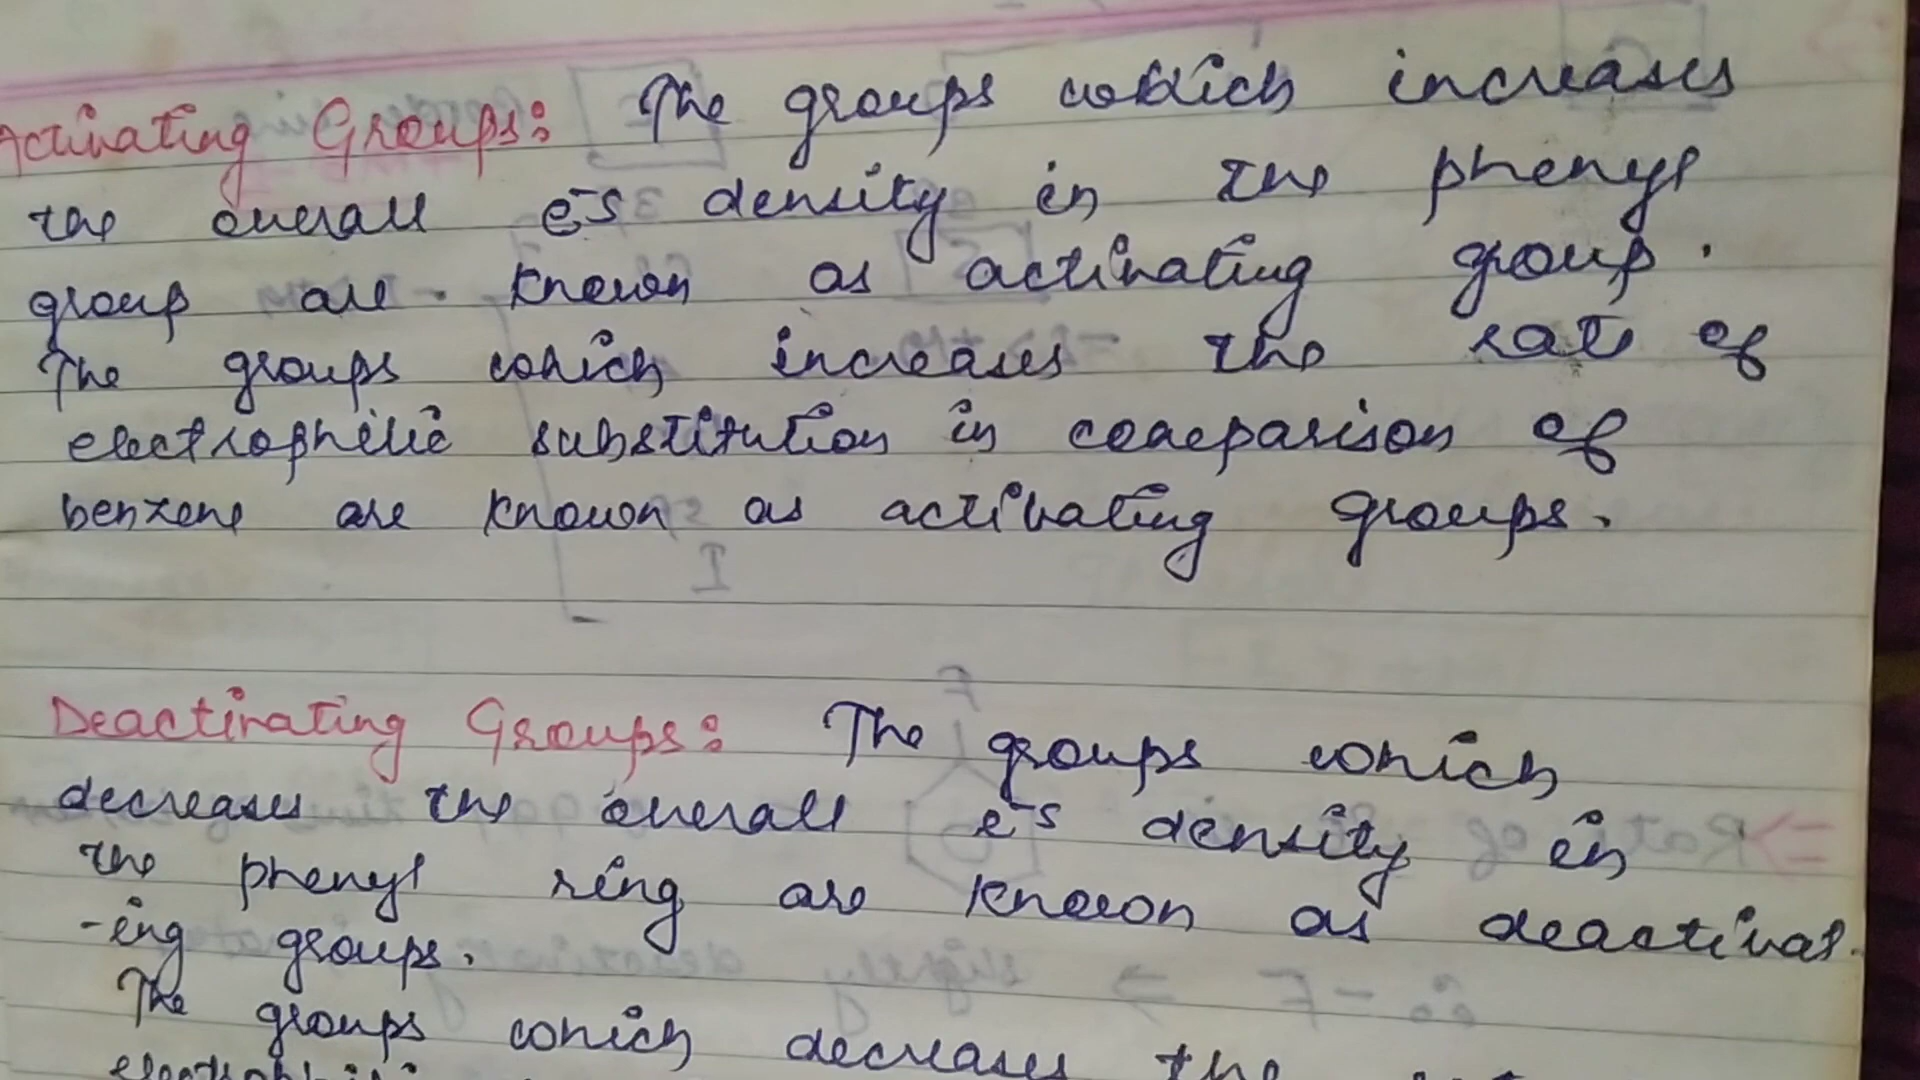 Activating Groups: The groups which increases
the overall e⁻s density in the phenyl
group are known as activating group.
The groups which increases the rate of
electrophilic substitution in comparison of
benzene are known as activating groups.
Deactivating Groups: The groups which
decreases the overall e⁻s density in
the phenyl ring are known as deactivat
-ing groups.
The groups which decreases the